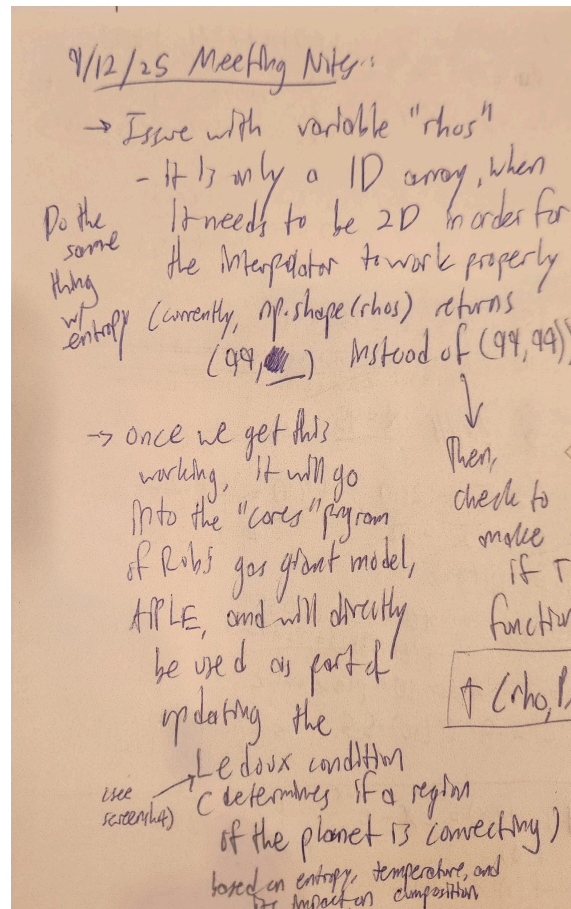 9/12/25 Meeting Notes:
→ Issue with variable "rhos"
- It is only a 1D array, when
it needs to be 2D in order for
the interpolator to work properly
(currently, np.shape(rhos) returns
(99, _) instead of (99,99))
Do the
same
thing
w/
entropy
Then,
check to
make
if T
function
T (rho, P,
→ once we get this
working, it will go
into the "cores" program
of Rob's gas giant model,
APPLE, and will directly
be used as part of
updating the
Ledoux condition
(see
screenshot)
(determines if a region
of the planet is convecting)
based on entropy, temperature, and
its impact on composition